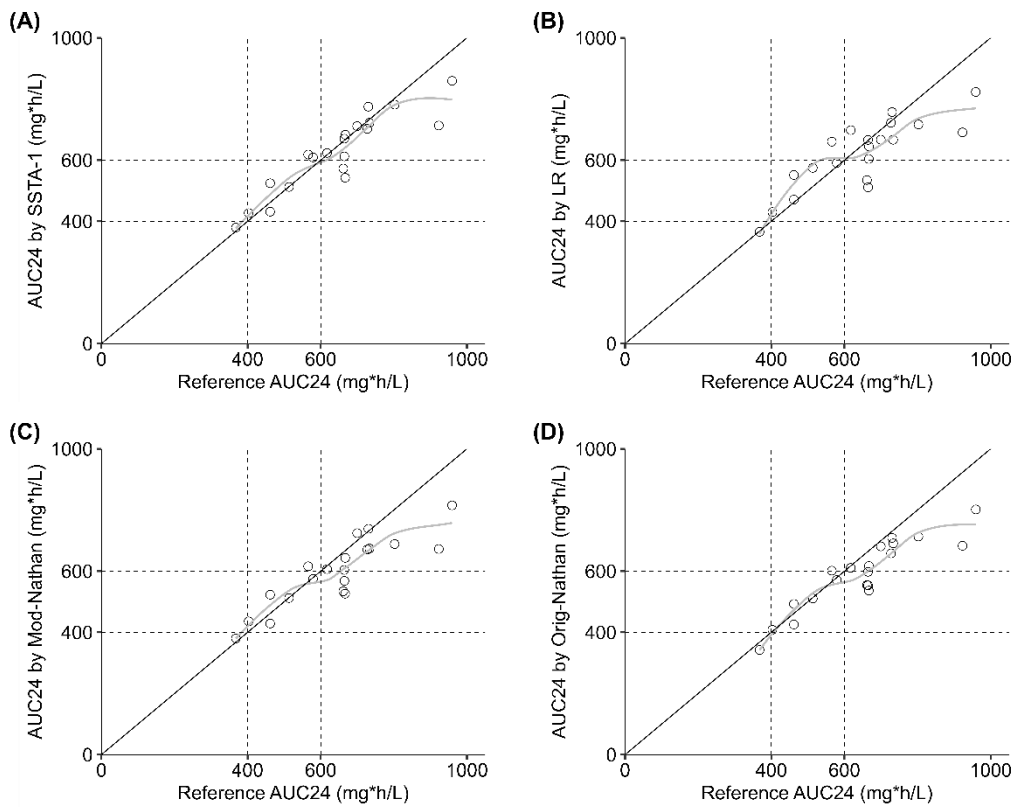 (A)
1000
600
400
0
AUC24 by SSTA-1 (mg*h/L)
0 400 600 1000
Reference AUC24 (mg*h/L)
(B)
1000
600
400
0
AUC24 by LR (mg*h/L)
0 400 600 1000
Reference AUC24 (mg*h/L)
(C)
1000
600
400
0
AUC24 by Mod-Nathan (mg*h/L)
0 400 600 1000
Reference AUC24 (mg*h/L)
(D)
1000
600
400
0
AUC24 by Orig-Nathan (mg*h/L)
0 400 600 1000
Reference AUC24 (mg*h/L)